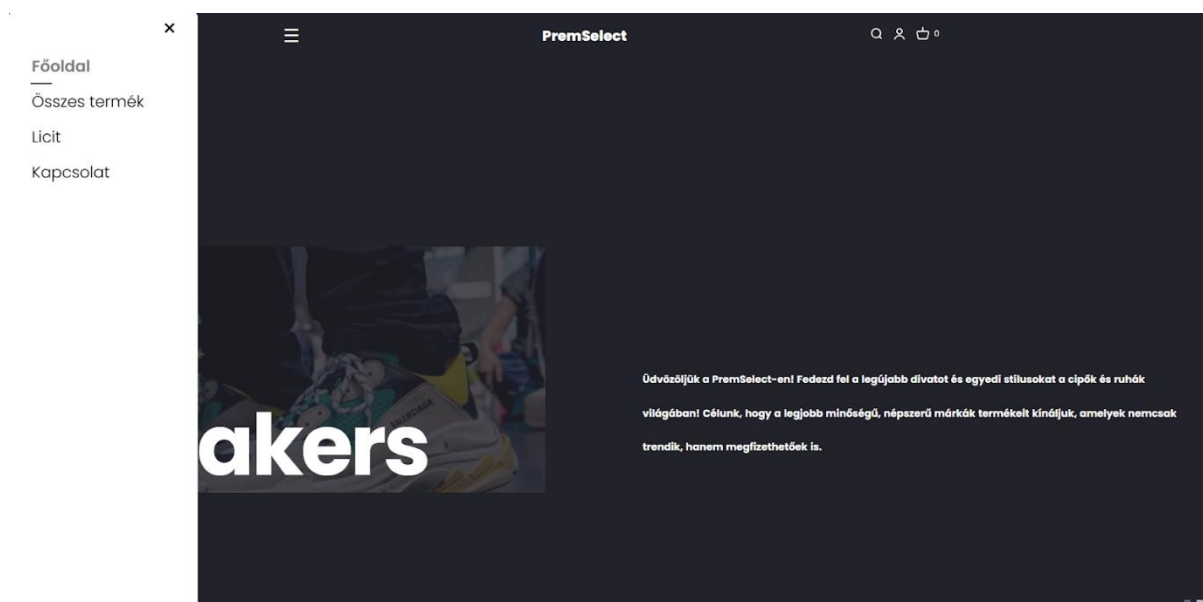 Főoldal
Összes termék
Licit
Kapcsolat
PremSelect
0
BALENCIAGA
akers
Üdvözöljük a PremSelect-en! Fedezd fel a legújabb divatot és egyedi stílusokat a cipők és ruhák
világában! Célunk, hogy a legjobb minőségű, népszerű márkák termékeit kínáljuk, amelyek nemcsak
trendik, hanem megfizethetőek is.